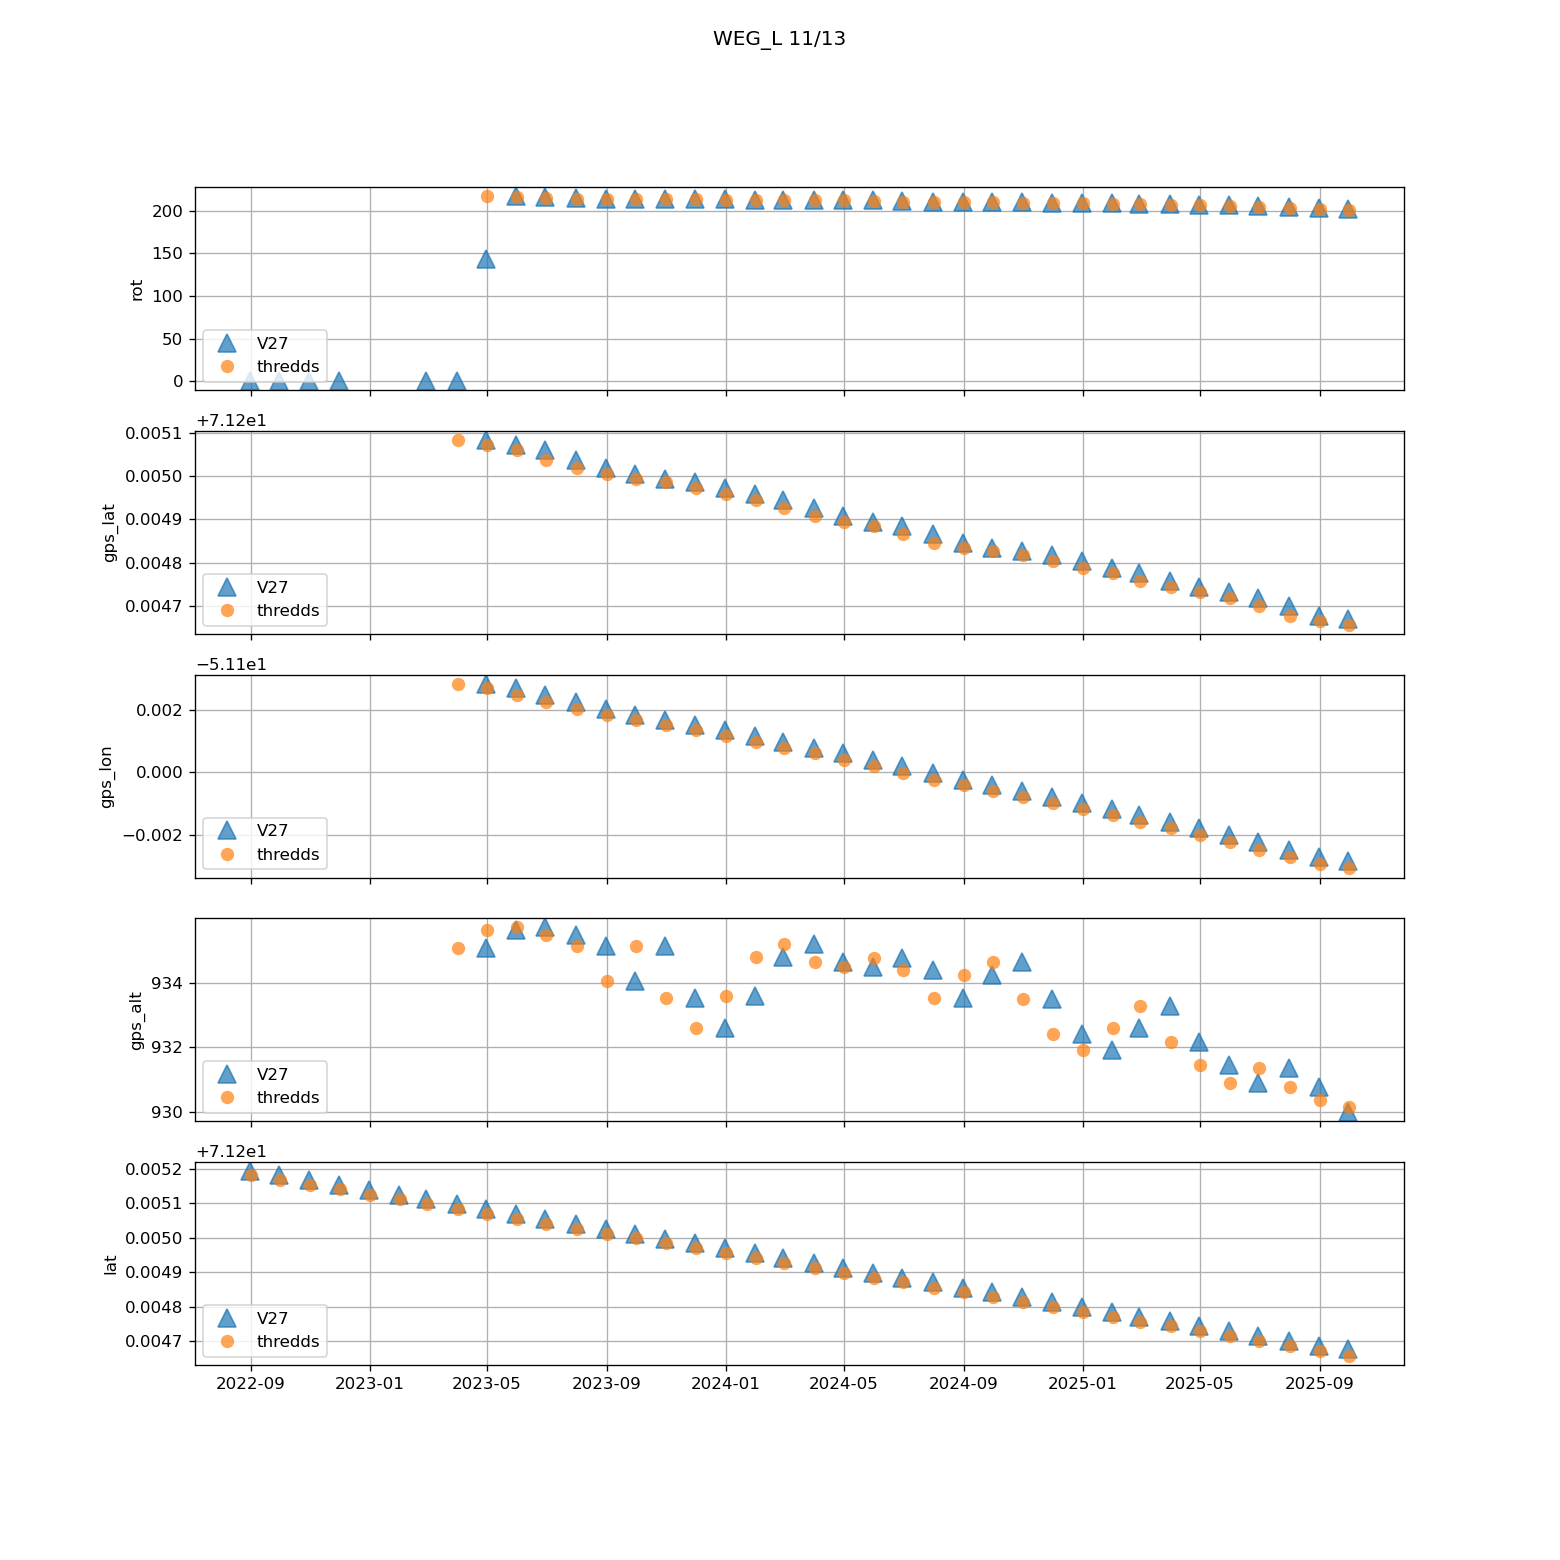 WEG_L 11/13
200
150
100
50
0
rot
V27
thredds
+7.12e1
0.0051
0.0050
0.0049
0.0048
0.0047
gps_lat
V27
thredds
−5.11e1
0.002
0.000
−0.002
gps_lon
V27
thredds
934
932
930
gps_alt
V27
thredds
+7.12e1
0.0052
0.0051
0.0050
0.0049
0.0048
0.0047
lat
V27
thredds
2022-09 2023-01 2023-05 2023-09 2024-01 2024-05 2024-09 2025-01 2025-05 2025-09